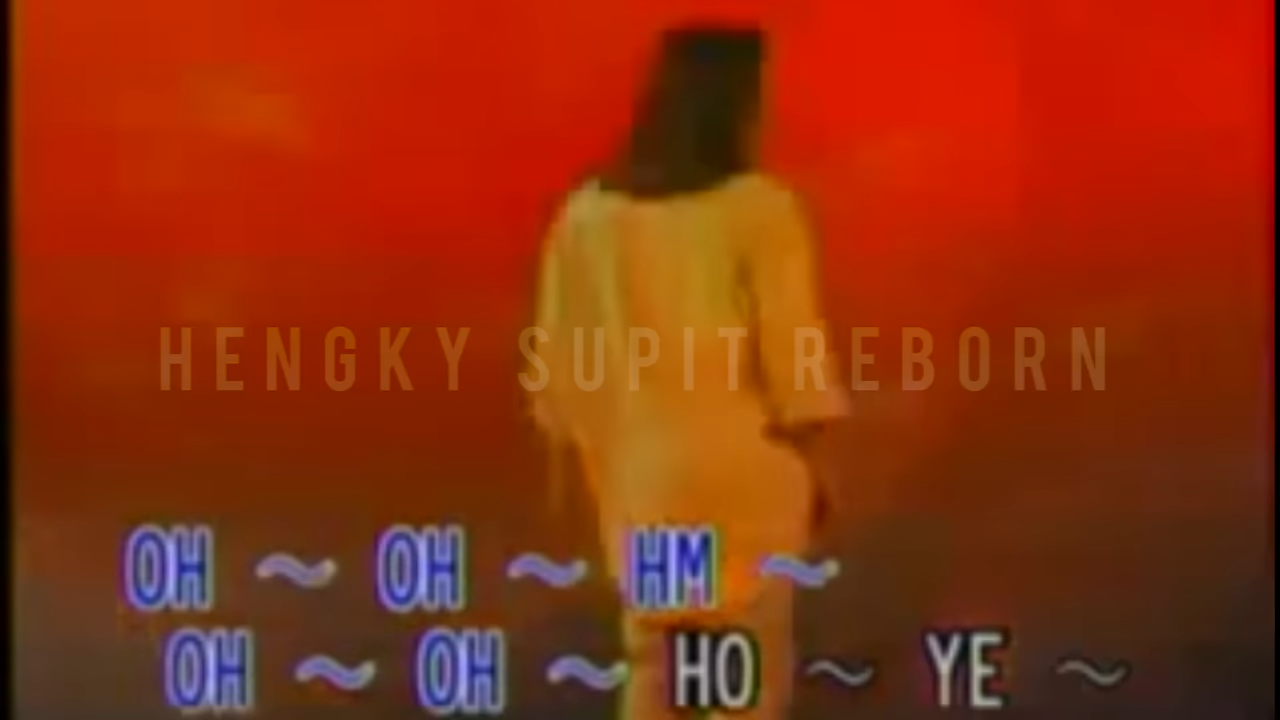 HENGKY SUPIT REBORN
OH ~ OH ~ HM ~
OH ~ OH ~ HO ~ YE ~